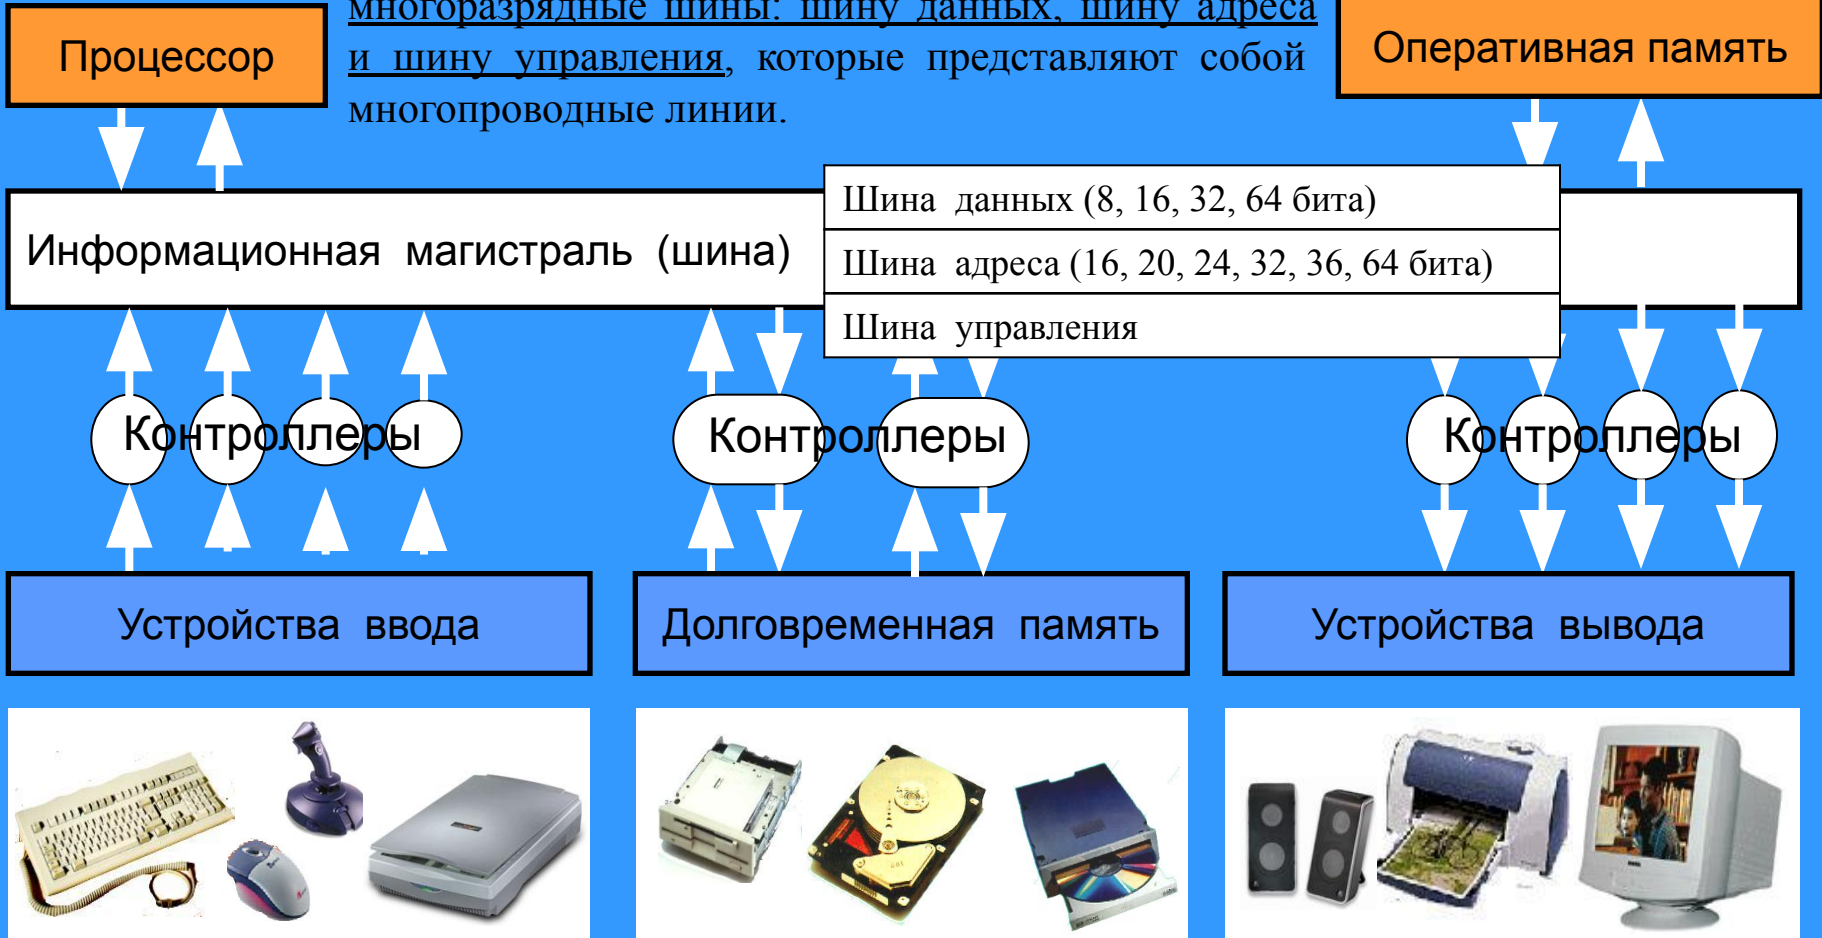 многоразрядные шины: шину данных, шину адреса
и шину управления, которые представляют собой
многопроводные линии.
Процессор
Оперативная память
Информационная магистраль (шина)
Шина данных (8, 16, 32, 64 бита)
Шина адреса (16, 20, 24, 32, 36, 64 бита)
Шина управления
Контроллеры
Контроллеры
Контроллеры
Устройства ввода
Долговременная память
Устройства вывода